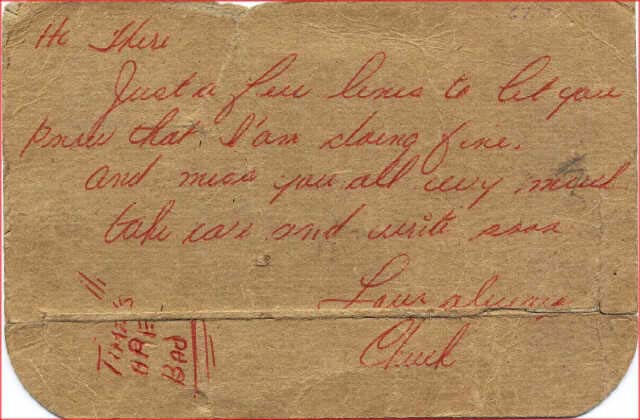 Hi There
Just a few lines to let you
know that I'am doing fine.
and miss you all very much
take care and write soon
Love always
Chuck
TIMES
ARE
BAD